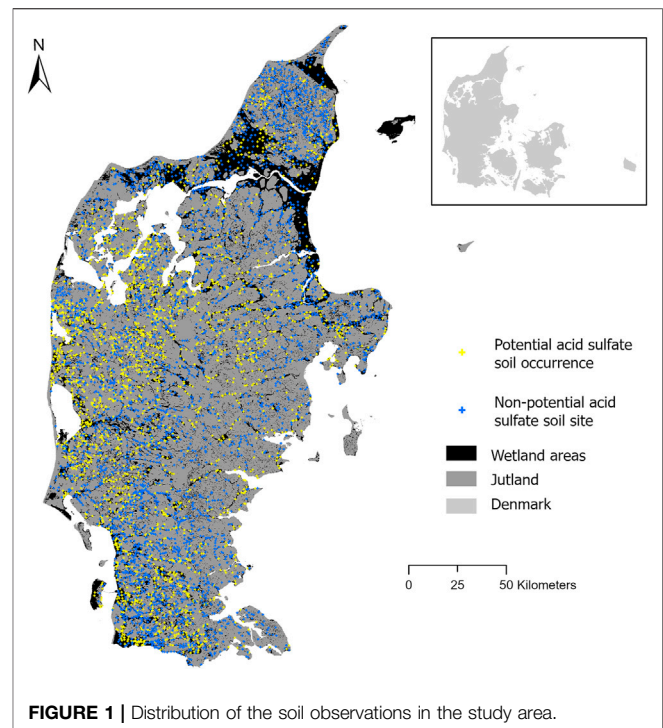 N
Potential acid sulfate
soil occurrence
Non-potential acid
sulfate soil site
Wetland areas
Jutland
Denmark
0 25 50 Kilometers
FIGURE 1 | Distribution of the soil observations in the study area.